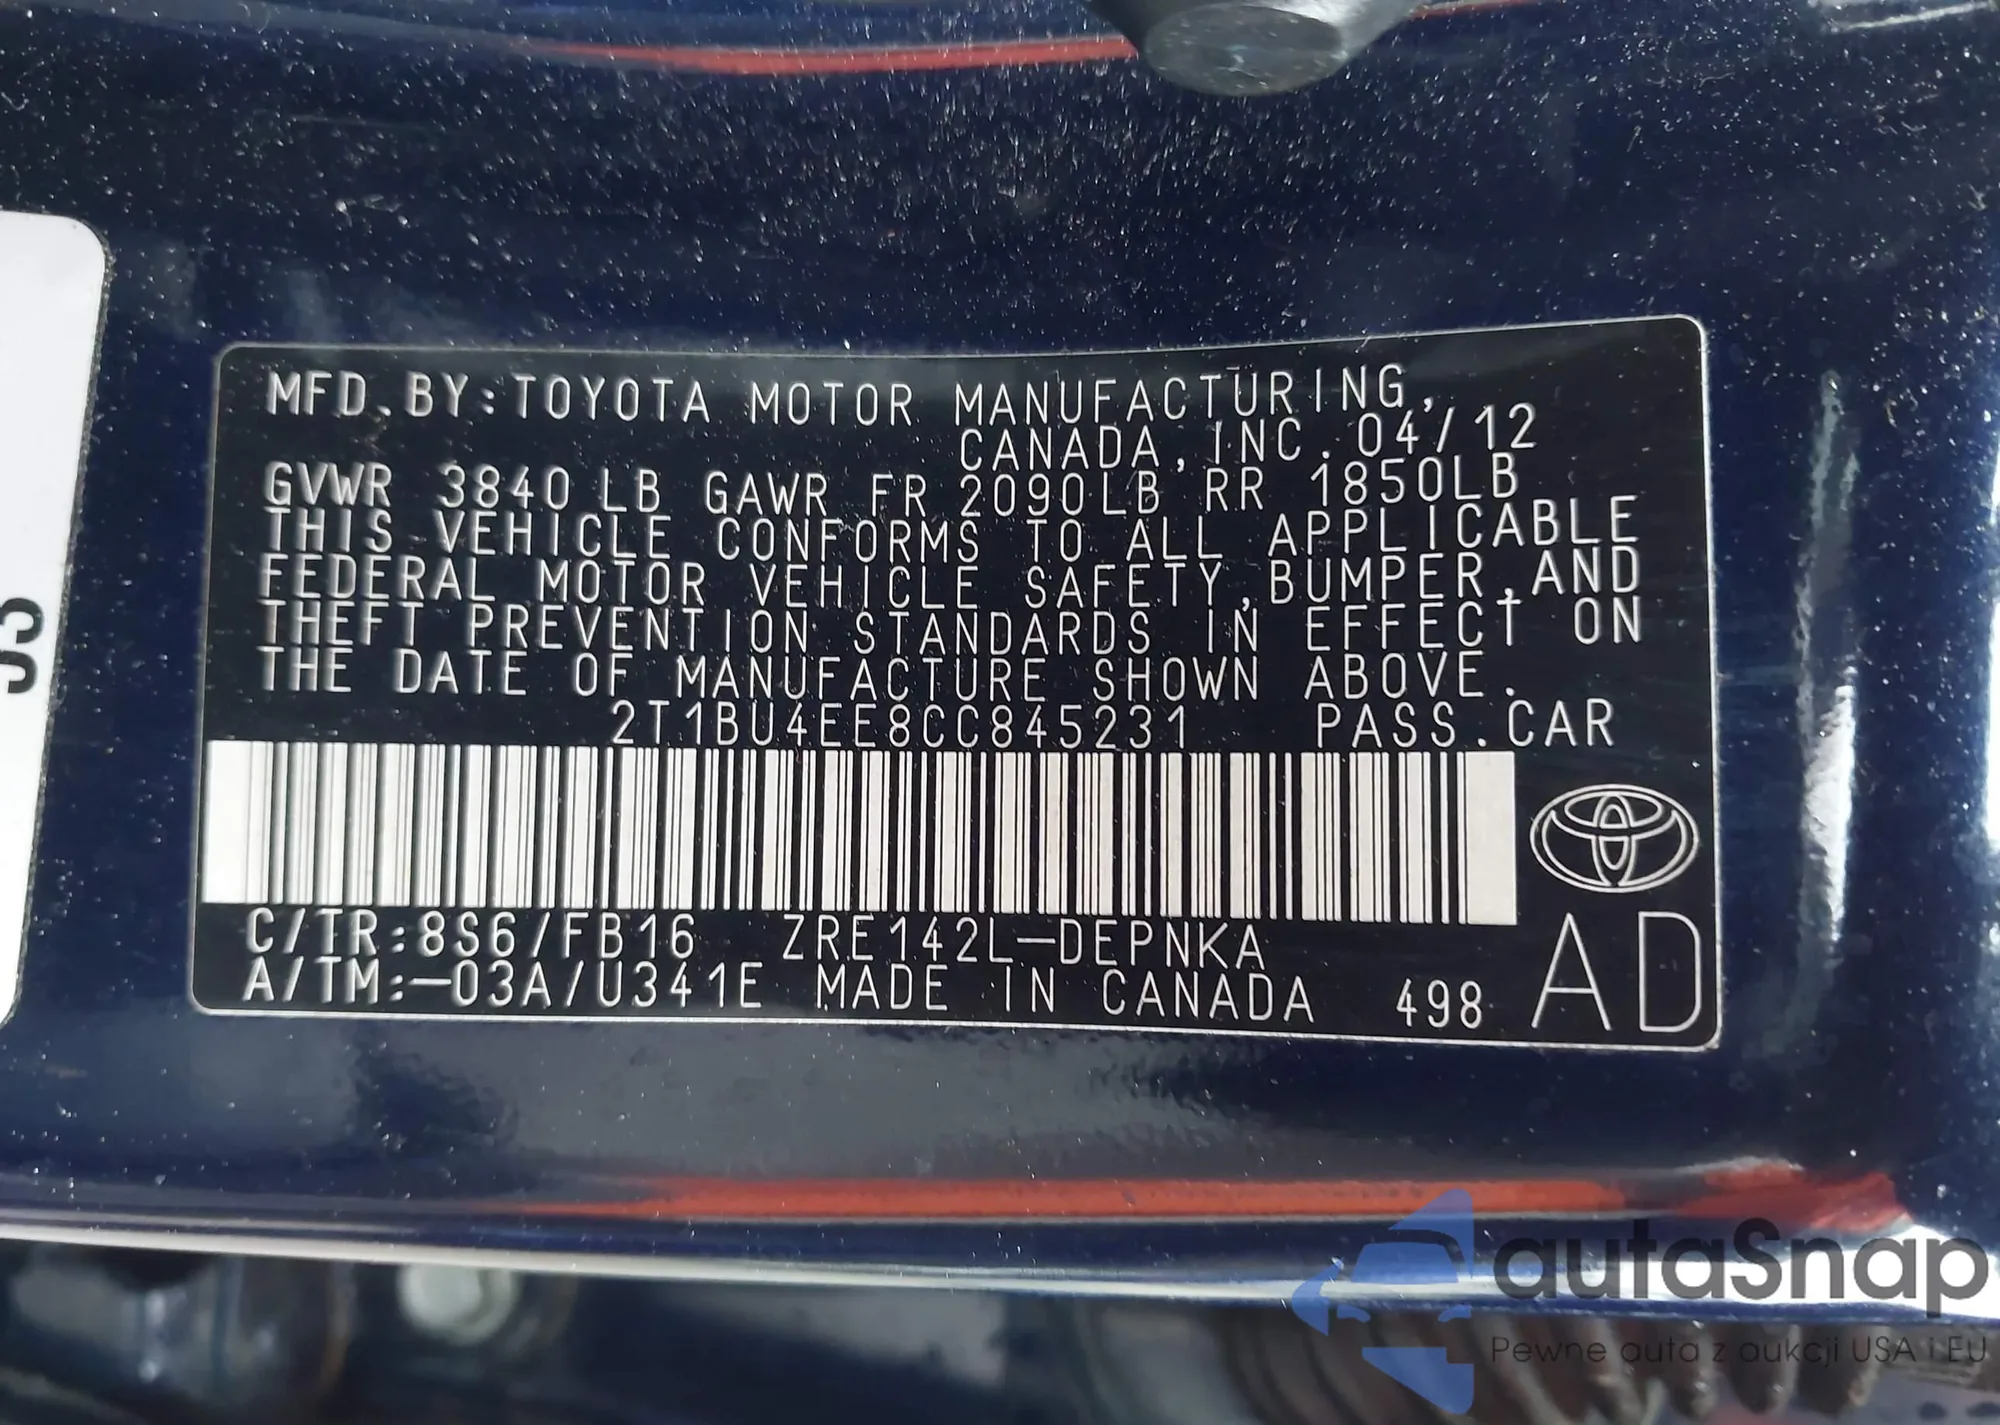 MFD.BY:TOYOTA MOTOR MANUFACTURING,
CANADA,INC. 04/12
GVWR 3840 LB GAWR FR 2090LB RR 1850LB
THIS VEHICLE CONFORMS TO ALL APPLICABLE
FEDERAL MOTOR VEHICLE SAFETY,BUMPER,AND
THEFT PREVENTION STANDARDS IN EFFECT ON
THE DATE OF MANUFACTURE SHOWN ABOVE.
2T1BU4EE8CC845231 PASS.CAR
C/TR:8S6/FB16 ZRE142L-DEPNKA
A/TM:-03A/U341E MADE IN CANADA 498 AD
autaSnap
Pewne auta z aukcji USA i EU